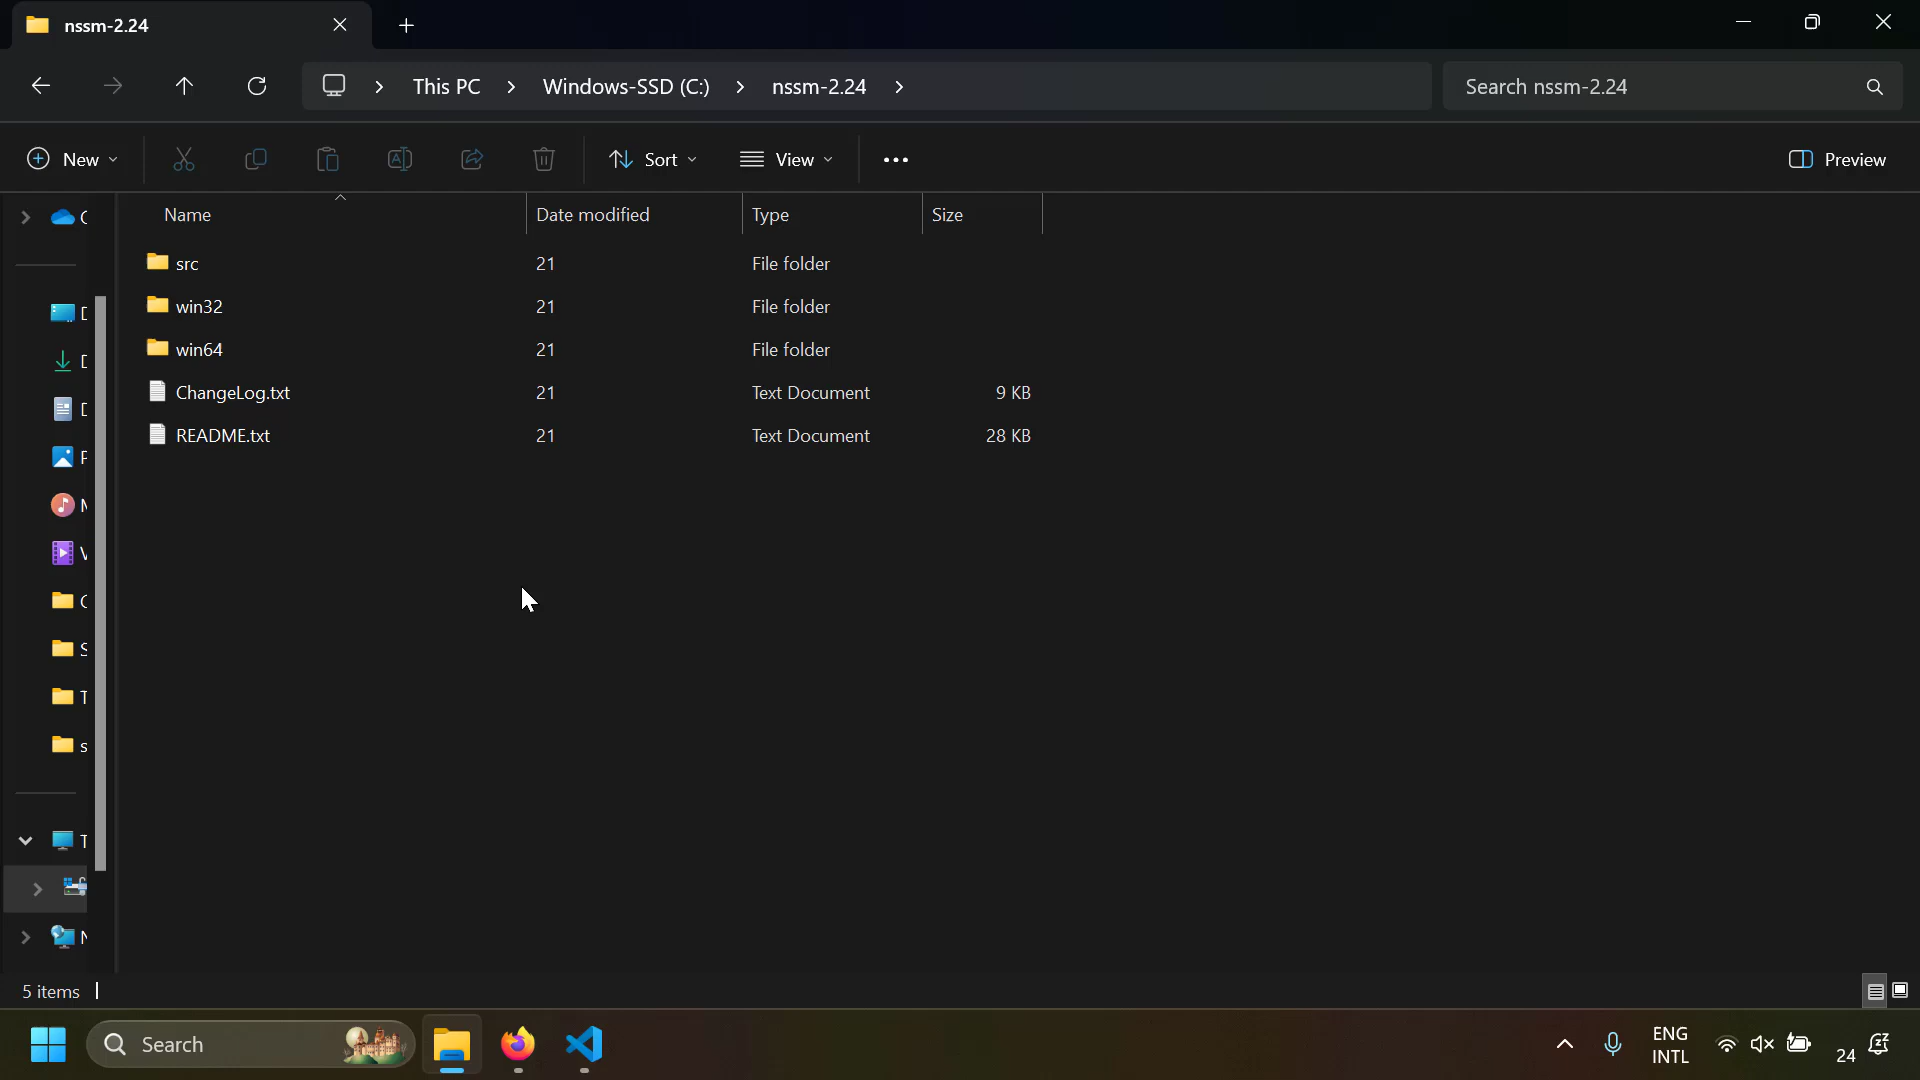 nssm-2.24
This PC > Windows-SSD (C:) > nssm-2.24 >
Search nssm-2.24
New
Sort
View
Preview
Name
Date modified
Type
Size
src 21 File folder
win32 21 File folder
win64 21 File folder
ChangeLog.txt 21 Text Document 9 KB
README.txt 21 Text Document 28 KB
5 items
Search
ENG
INTL
24